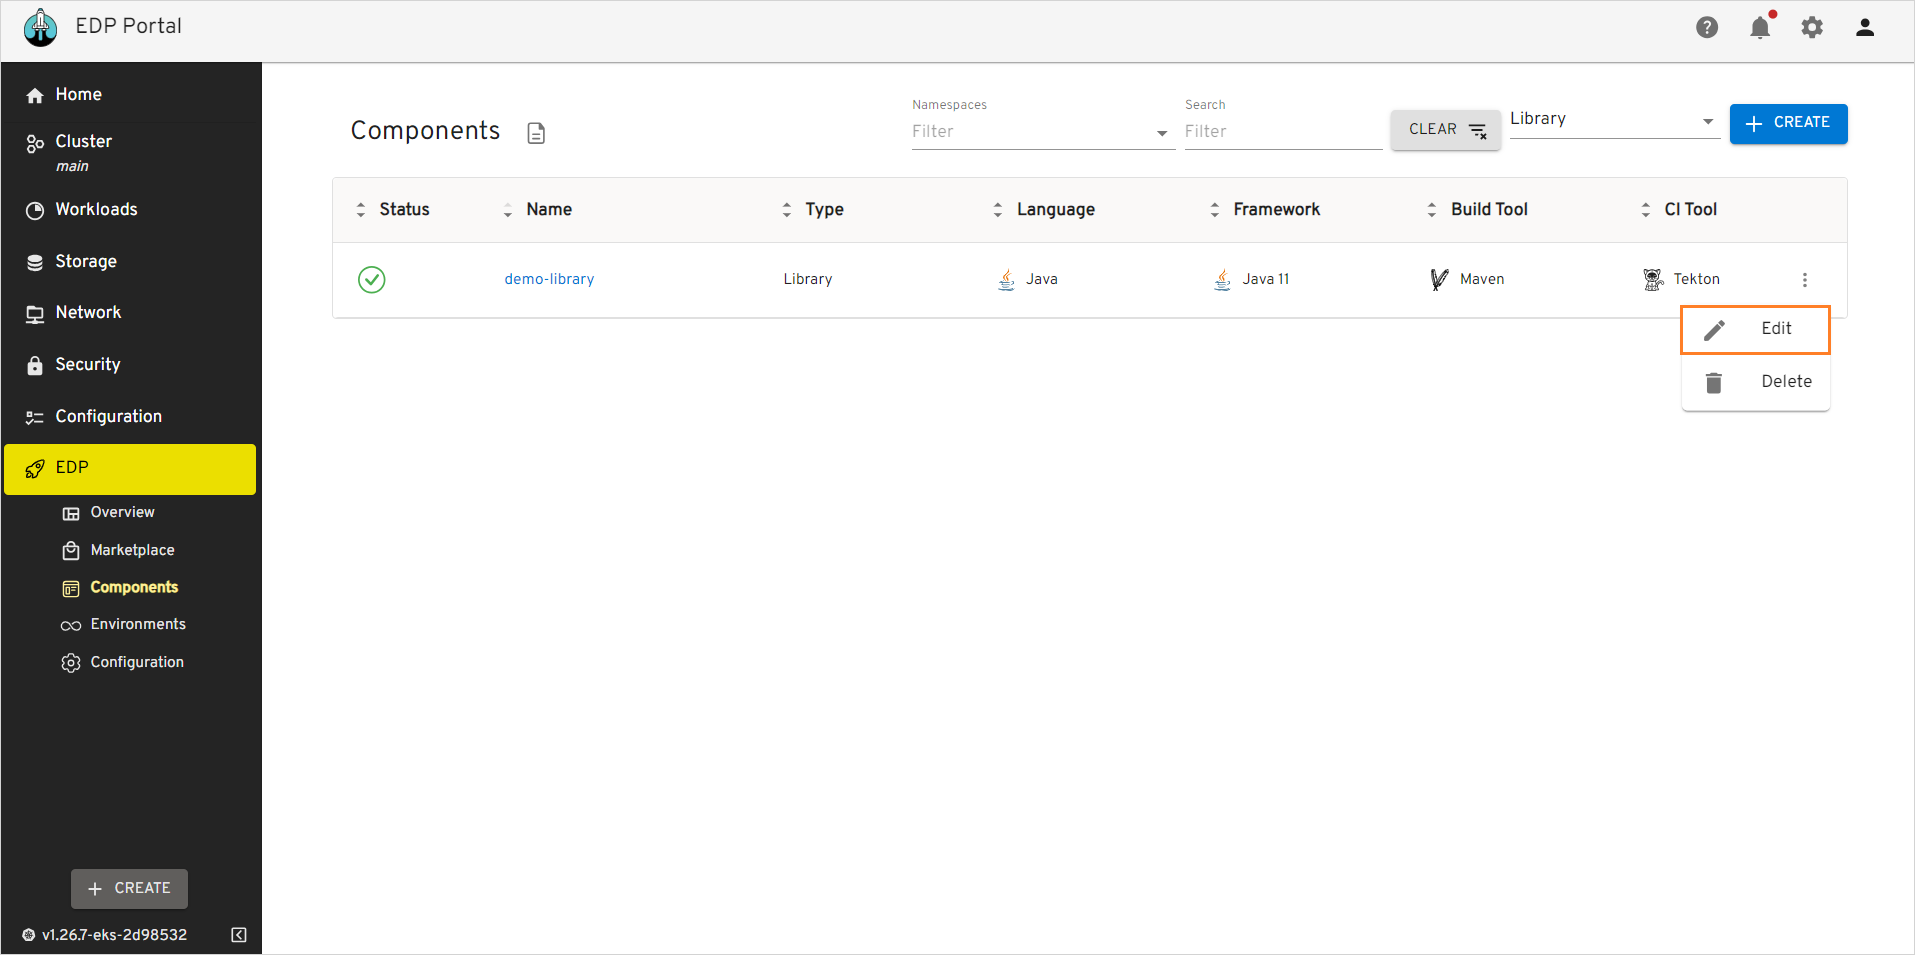 EDP Portal
Home
Cluster
main
Workloads
Storage
Network
Security
Configuration
EDP
Overview
Marketplace
Components
Environments
Configuration
CREATE
v1.26.7-eks-2d98532
Components
Namespaces
Filter
Search
Filter
CLEAR
Library
CREATE
Status Name Type Language Framework Build Tool CI Tool
demo-library Library Java Java 11 Maven Tekton
Edit
Delete